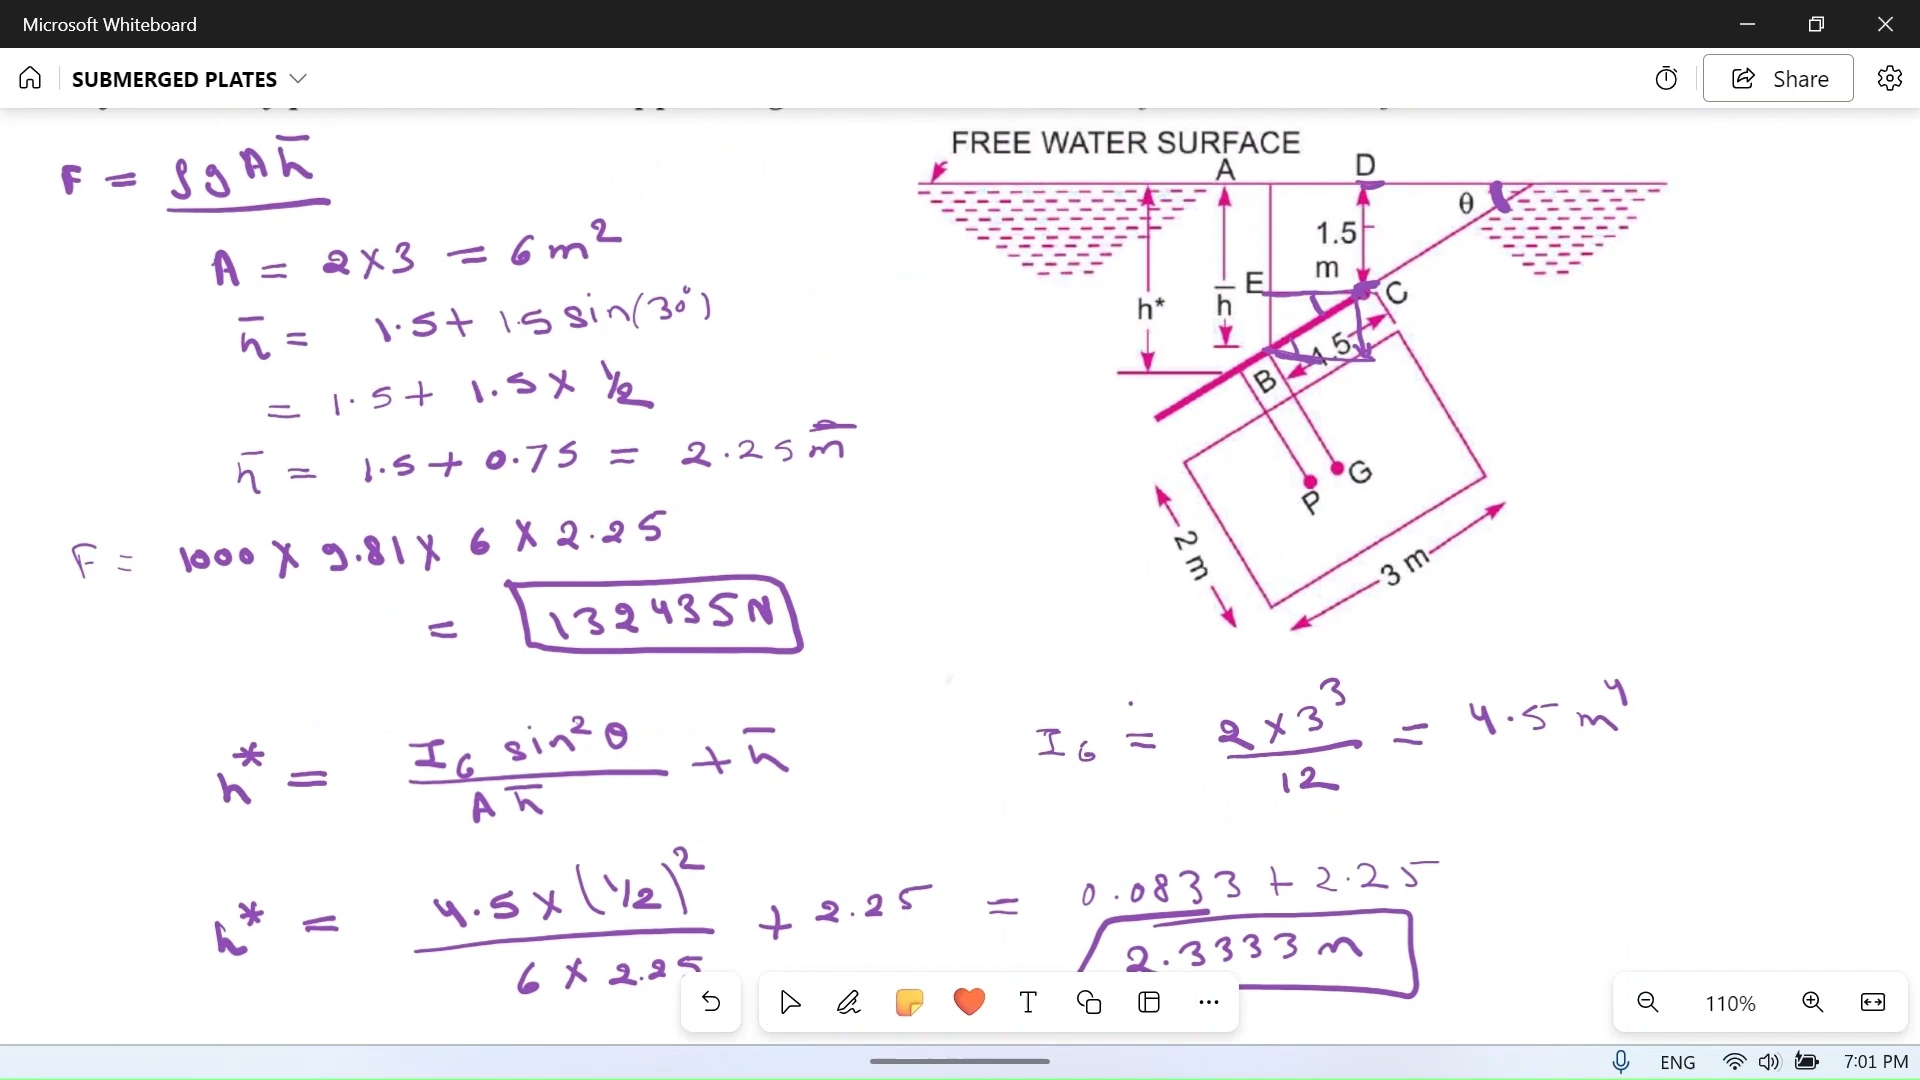 Microsoft Whiteboard
SUBMERGED PLATES
Share
FREE WATER SURFACE
A
D
θ
1.5
m
E
C
h*
h̅
1.5
B
G
P
2 m
3 m
F = ρgAh̅
A = 2×3 = 6 m²
h̅ = 1.5 + 1.5 sin(30°)
= 1.5 + 1.5 × ½
h̅ = 1.5 + 0.75 = 2.25 m
F = 1000 × 9.81 × 6 × 2.25
= 132435 N
h* = I_G sin²θ / A h̅ + h̅
I_G = 2×3³ / 12 = 4.5 m⁴
h* = 4.5 × (1/2)² / 6 × 2.25 + 2.25 = 0.0833 + 2.25
2.3333 m
110%
ENG
7:01 PM